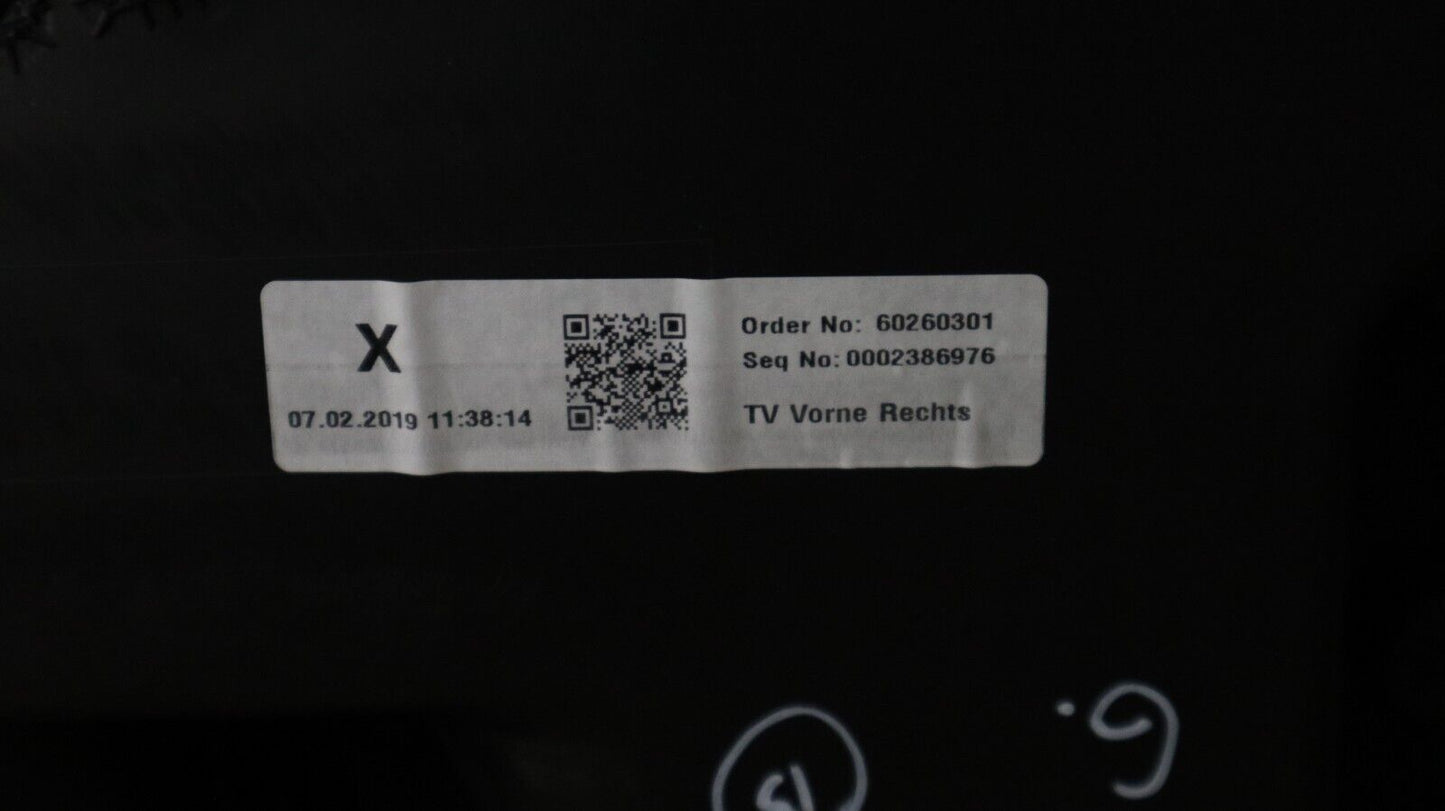 X
07.02.2019 11:38:14
Order No: 60260301
Seq No: 0002386976
TV Vorne Rechts